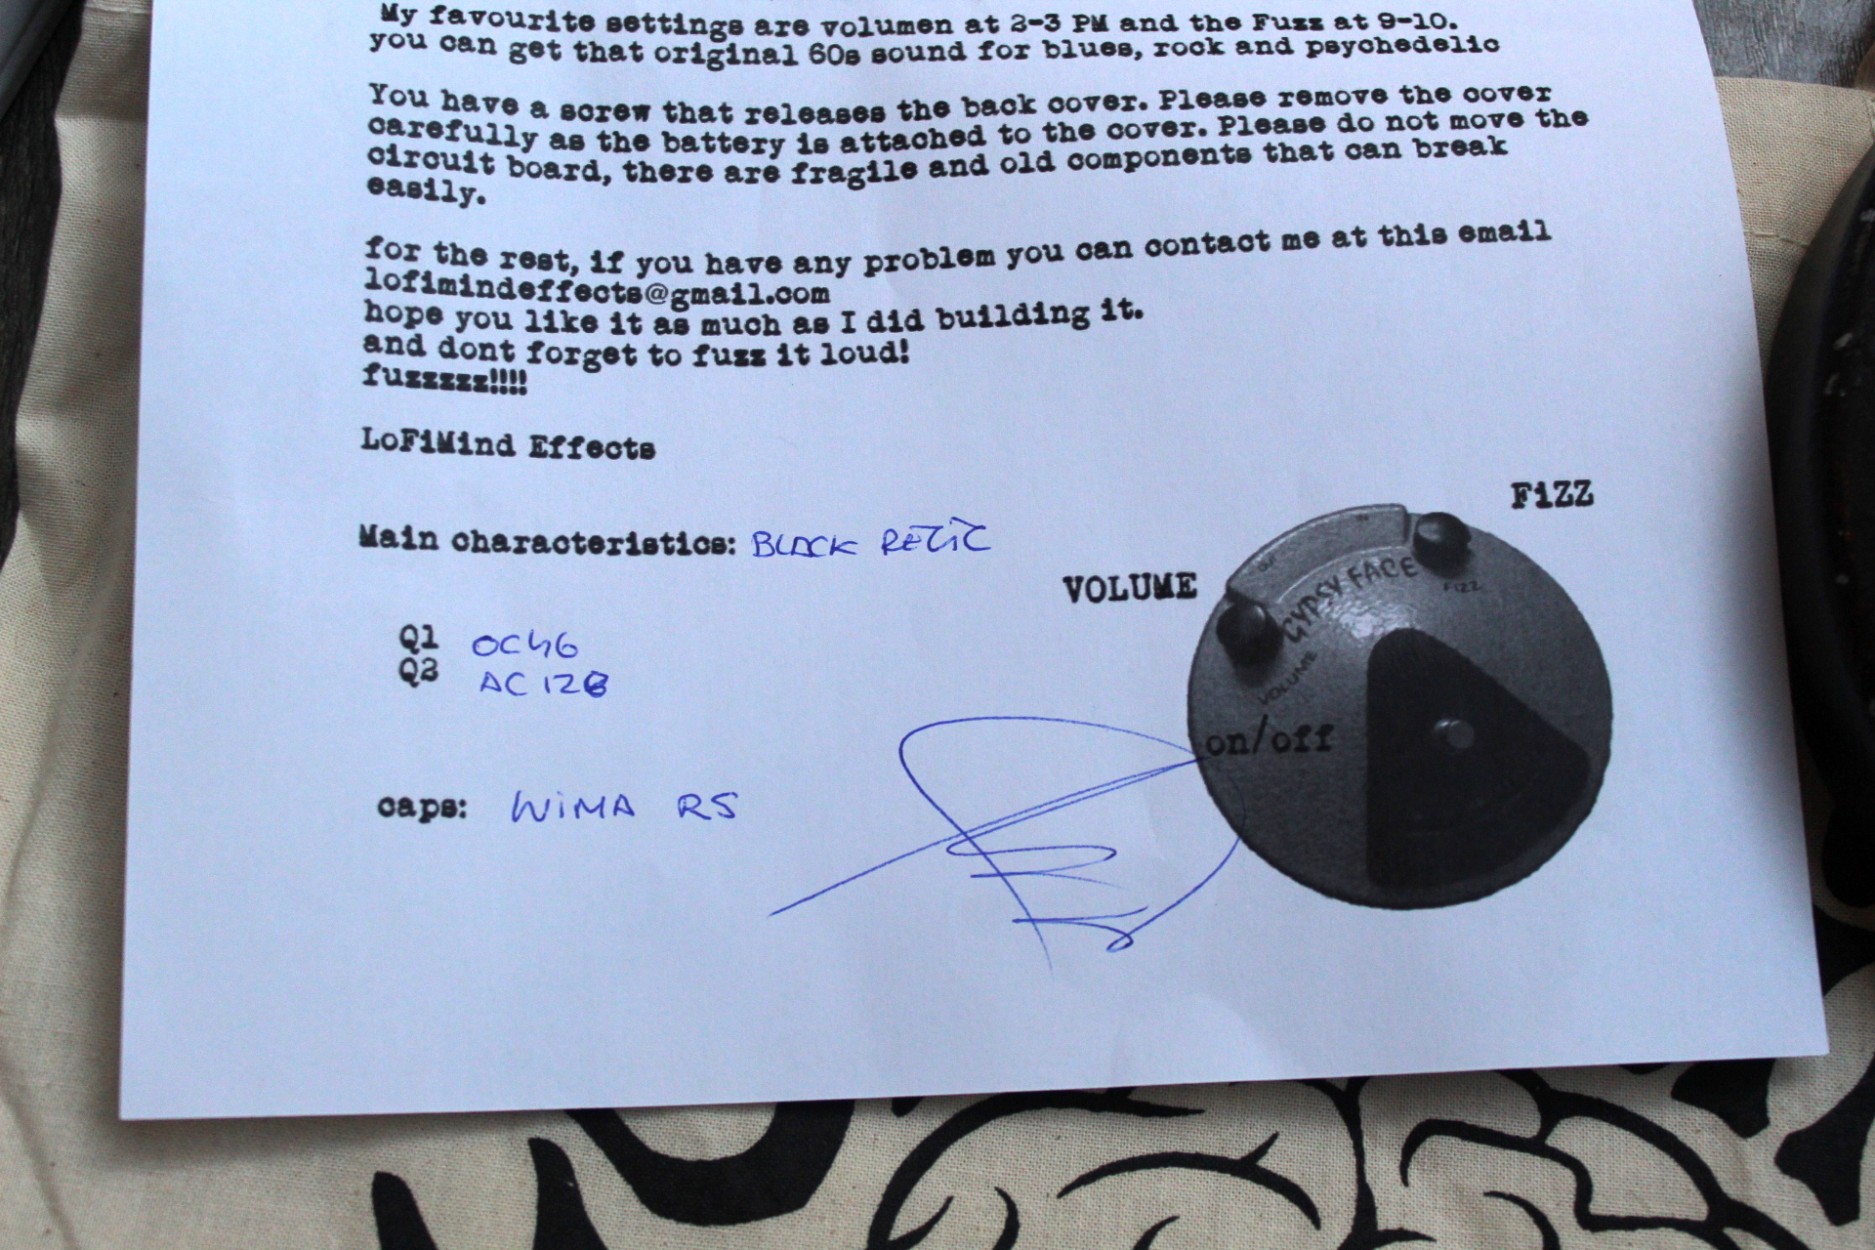 My favourite settings are volumen at 2-3 PM and the Fuzz at 9-10.
you can get that original 60s sound for blues, rock and psychedelic
You have a screw that releases the back cover. Please remove the cover
carefully as the battery is attached to the cover. Please do not move the
circuit board, there are fragile and old components that can break
easily.
for the rest, if you have any problem you can contact me at this email
lofimindeffects@gmail.com
hope you like it as much as I did building it.
and dont forget to fuzz it loud!
fuzzzzz!!!!
LoFiMind Effects
Main characteristics: BLACK RELIC
FiZZ
VOLUME
GYPSY FACE
FIZZ
VOLUME
on/off
Q1 OC46
Q2 AC128
caps: WIMA RS